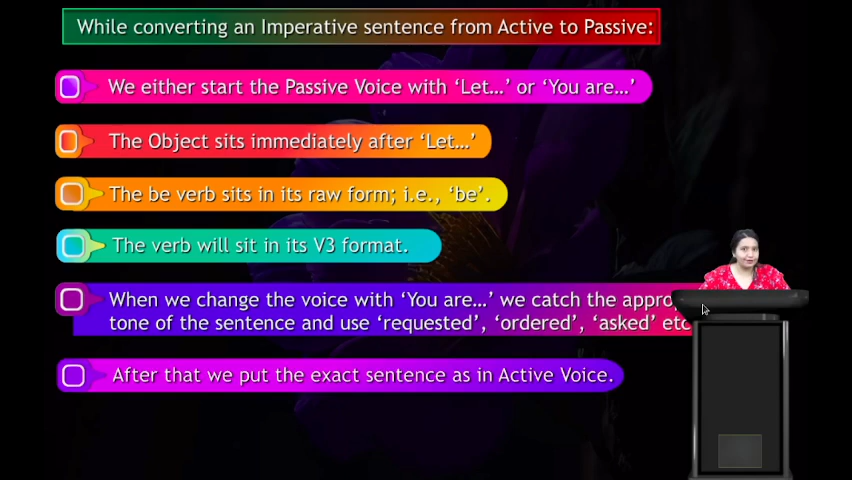 While converting an Imperative sentence from Active to Passive:
We either start the Passive Voice with ‘Let...’ or ‘You are...’
The Object sits immediately after ‘Let...’
The be verb sits in its raw form; i.e., ‘be’.
The verb will sit in its V3 format.
When we change the voice with ‘You are...’ we catch the
tone of the sentence and use ‘requested’, ‘ordered’, ‘asked’ etc
After that we put the exact sentence as in Active Voice.